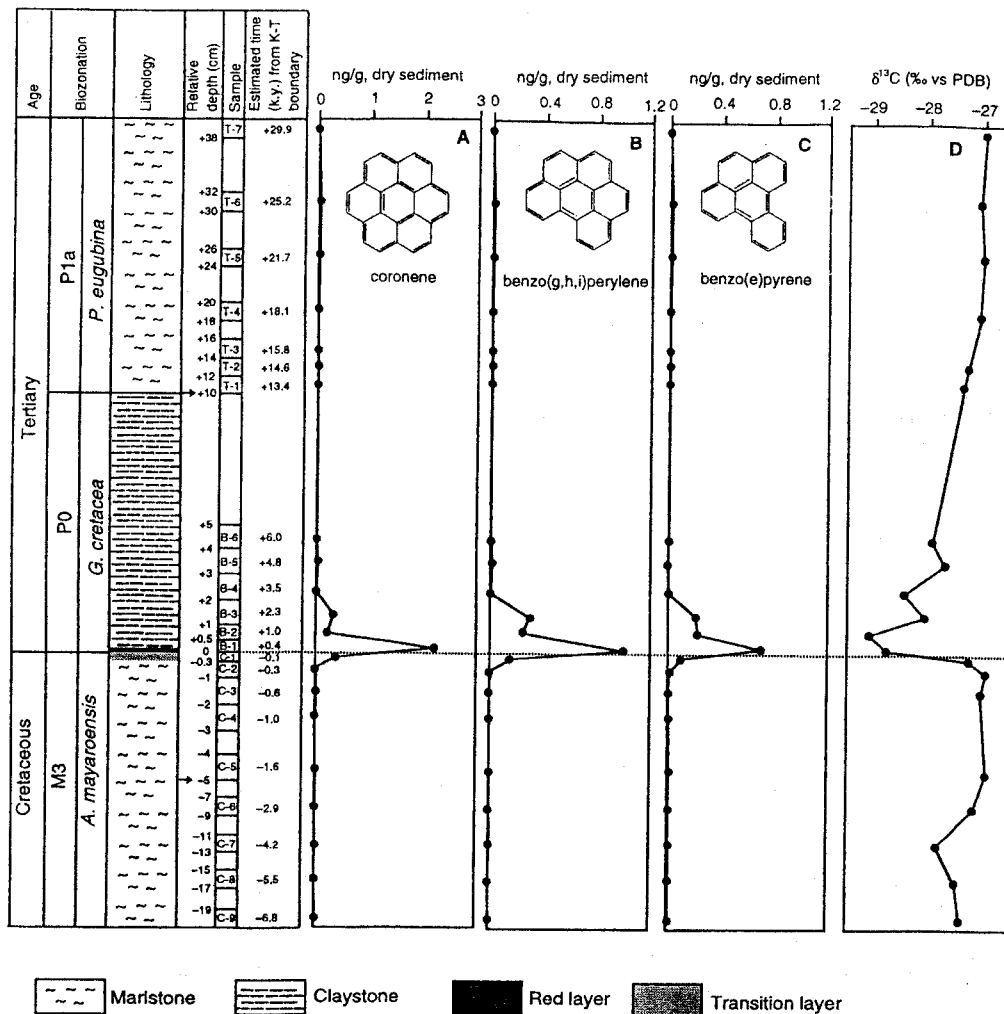 Age
Biozonation
Lithology
Relative depth (cm)
Sample
Estimated time (k.y.) from K-T boundary
ng/g, dry sediment
0 1 2 3
ng/g, dry sediment
0 0.4 0.8 1.2
ng/g, dry sediment
0 0.4 0.8 1.2
δ¹³C (‰ vs PDB)
−29 −28 −27
A
B
C
D
coronene
benzo(g,h,i)perylene
benzo(e)pyrene
Tertiary
Cretaceous
P1a
P0
M3
P. eugubina
G. cretacea
A. mayaroensis
T-7 +29.9
+38
+32
T-6 +25.2
+30
+26
T-5 +21.7
+24
+20
T-4 +18.1
+18
+16
T-3 +15.8
+14
T-2 +14.6
+12
T-1 +13.4
+10
+5
B-6 +6.0
+4
B-5 +4.8
+3
B-4 +3.5
+2
B-3 +2.3
+1
B-2 +1.0
+0.5
B-1 +0.4
0
C-1 −0.1
−0.3
C-2 −0.3
−1
C-3 −0.6
−2
C-4 −1.0
−3
−4
C-5 −1.6
−5
−7
C-6 −2.9
−9
−11
C-7 −4.2
−13
−15
C-8 −5.5
−17
−19
C-9 −6.8
Marlstone
Claystone
Red layer
Transition layer